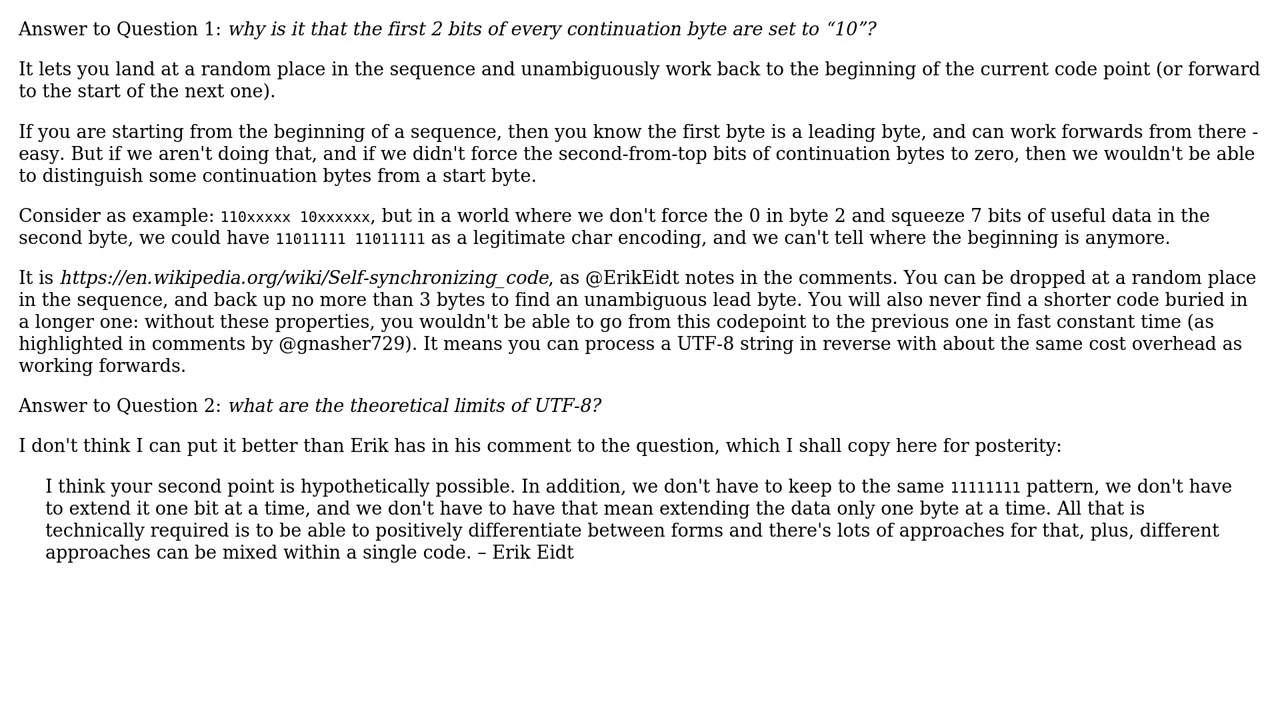 Answer to Question 1: why is it that the first 2 bits of every continuation byte are set to “10”?
It lets you land at a random place in the sequence and unambiguously work back to the beginning of the current code point (or forward
to the start of the next one).
If you are starting from the beginning of a sequence, then you know the first byte is a leading byte, and can work forwards from there -
easy. But if we aren't doing that, and if we didn't force the second-from-top bits of continuation bytes to zero, then we wouldn't be able
to distinguish some continuation bytes from a start byte.
Consider as example: 110xxxxx 10xxxxxx, but in a world where we don't force the 0 in byte 2 and squeeze 7 bits of useful data in the
second byte, we could have 11011111 11011111 as a legitimate char encoding, and we can't tell where the beginning is anymore.
It is https://en.wikipedia.org/wiki/Self-synchronizing_code, as @ErikEidt notes in the comments. You can be dropped at a random place
in the sequence, and back up no more than 3 bytes to find an unambiguous lead byte. You will also never find a shorter code buried in
a longer one: without these properties, you wouldn't be able to go from this codepoint to the previous one in fast constant time (as
highlighted in comments by @gnasher729). It means you can process a UTF-8 string in reverse with about the same cost overhead as
working forwards.
Answer to Question 2: what are the theoretical limits of UTF-8?
I don't think I can put it better than Erik has in his comment to the question, which I shall copy here for posterity:
I think your second point is hypothetically possible. In addition, we don't have to keep to the same 11111111 pattern, we don't have
to extend it one bit at a time, and we don't have to have that mean extending the data only one byte at a time. All that is
technically required is to be able to positively differentiate between forms and there's lots of approaches for that, plus, different
approaches can be mixed within a single code. – Erik Eidt